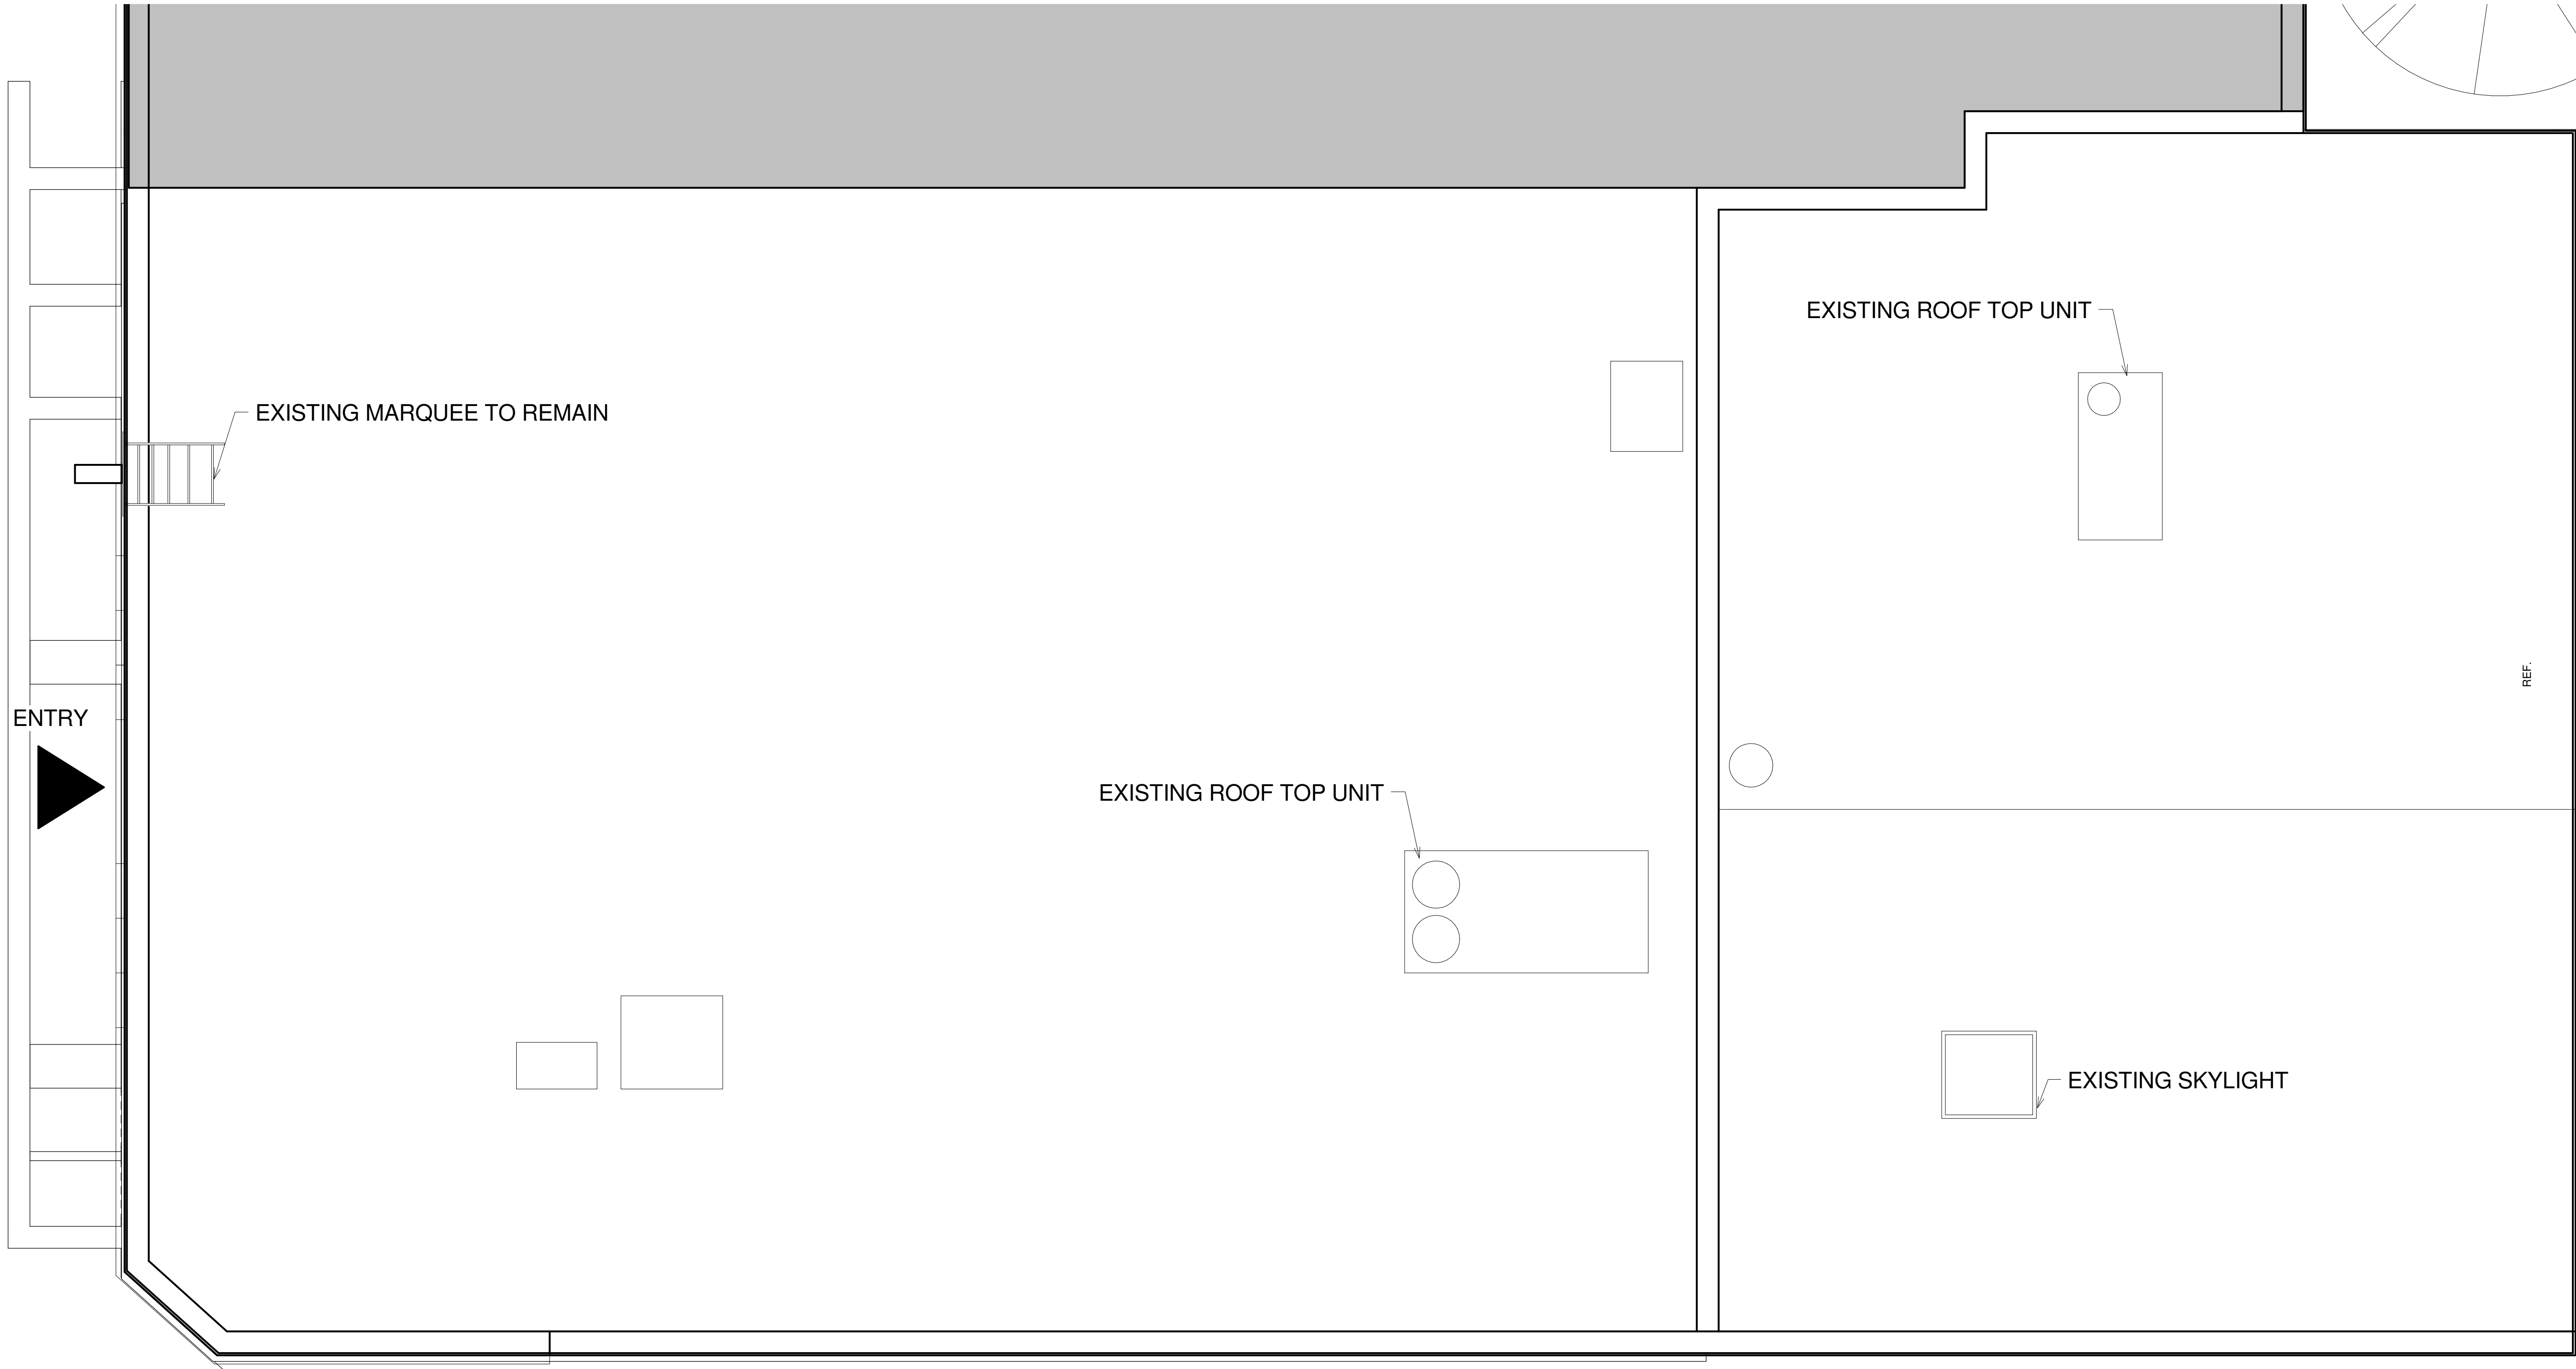 EXISTING ROOF TOP UNIT
EXISTING MARQUEE TO REMAIN
REF.
ENTRY
EXISTING ROOF TOP UNIT
EXISTING SKYLIGHT